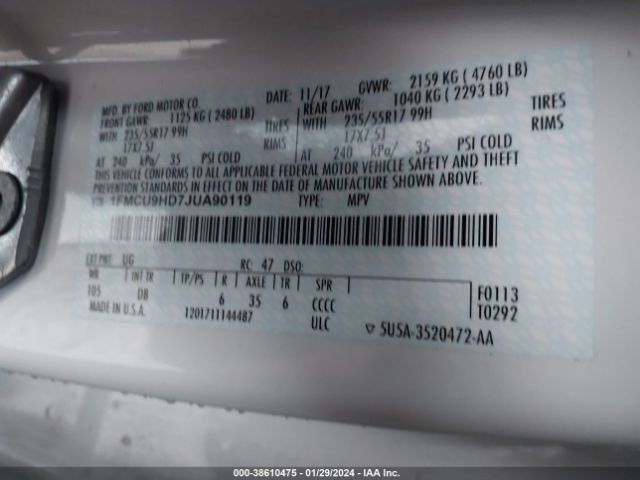 MFD. BY FORD MOTOR CO.
DATE: 11/17 GVWR: 2159 KG ( 4760 LB)
FRONT GAWR: 1125 KG ( 2480 LB)
REAR GAWR: 1040 KG ( 2293 LB)
WITH 235/55R17 99H TIRES
WITH 235/55R17 99H TIRES
17X7.5J RIMS
17X7.5J RIMS
AT 240 kPa/ 35 PSI COLD
AT 240 kPa/ 35 PSI COLD
THIS VEHICLE CONFORMS TO ALL APPLICABLE FEDERAL MOTOR VEHICLE SAFETY AND THEFT
PREVENTION STANDARDS IN EFFECT ON THE DATE OF MANUFACTURE SHOWN ABOVE.
VIN: 1FMCU9HD7JUA90119 TYPE: MPV
EXT PNT: UG RC: 47 DSO:
WB INT TR TP/PS R AXLE TR SPR
105 DB 6 35 6 CCCC F0113
MADE IN U.S.A. 1201711144487 ULC T0292
▽ 5USA-3520472-AA
000-38610475 - 01/29/2024 - IAA Inc.